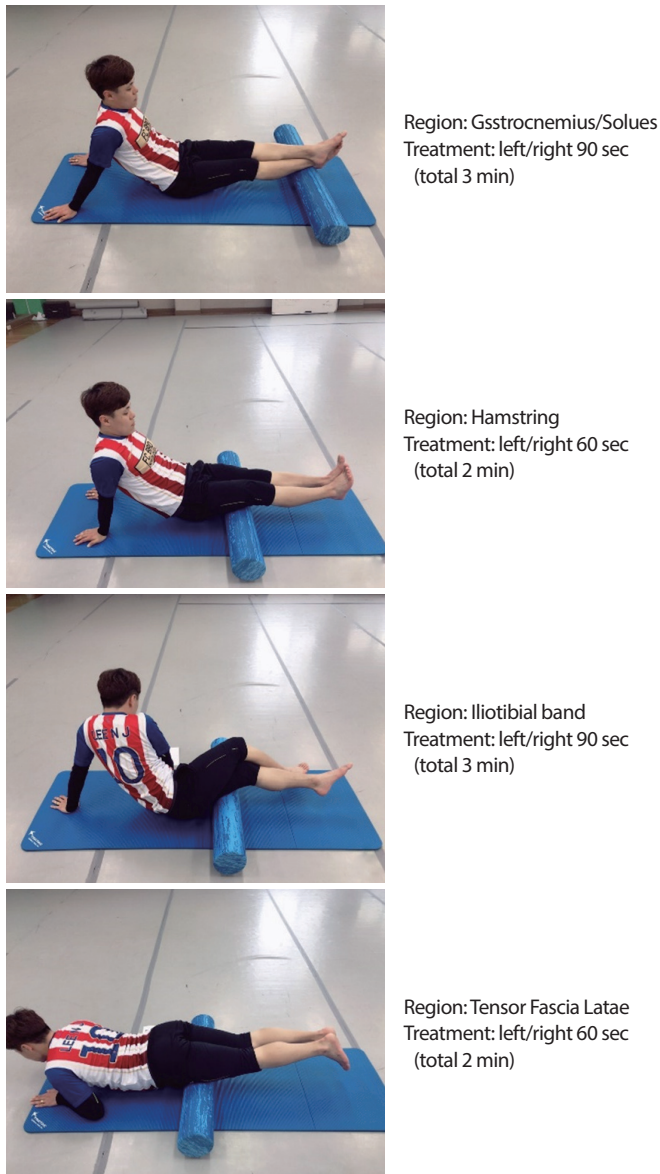 Region: Gsstrocnemius/Solues
Treatment: left/right 90 sec
(total 3 min)
Region: Hamstring
Treatment: left/right 60 sec
(total 2 min)
LEE N J
10
Region: Iliotibial band
Treatment: left/right 90 sec
(total 3 min)
Region: Tensor Fascia Latae
Treatment: left/right 60 sec
(total 2 min)